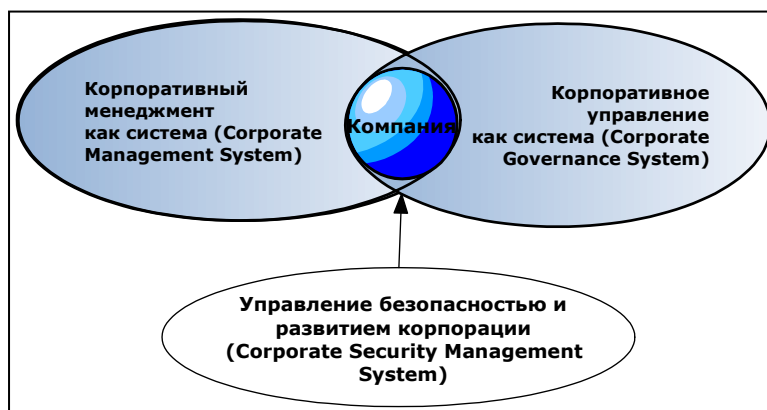 Корпоративный
менеджмент
как система (Corporate
Management System)
Компания
Корпоративное
управление
как система (Corporate
Governance System)
Управление безопасностью и
развитием корпорации
(Corporate Security Management
System)